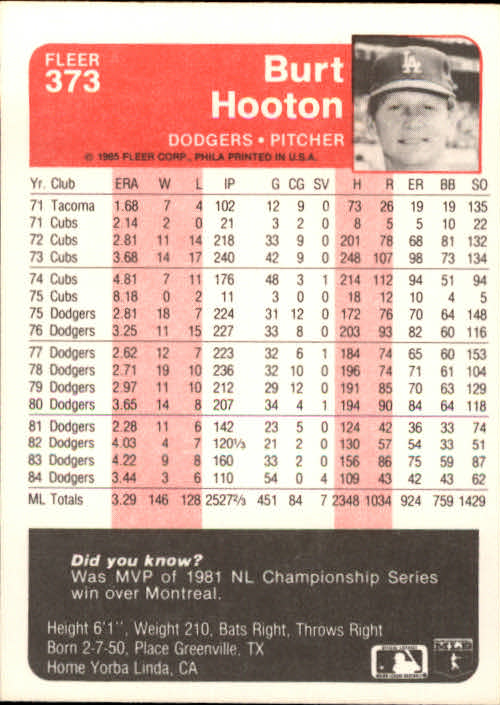 FLEER
373
Burt
Hooton
DODGERS • PITCHER
© 1985 FLEER CORP., PHILA PRINTED IN U.S.A.
Yr. Club ERA W L IP G CG SV H R ER BB SO
71 Tacoma 1.68 7 4 102 12 9 0 73 26 19 19 135
71 Cubs 2.14 2 0 21 3 2 0 8 5 5 10 22
72 Cubs 2.81 11 14 218 33 9 0 201 78 68 81 132
73 Cubs 3.68 14 17 240 42 9 0 248 107 98 73 134
74 Cubs 4.81 7 11 176 48 3 1 214 112 94 51 94
75 Cubs 8.18 0 2 11 3 0 0 18 12 10 4 5
75 Dodgers 2.81 18 7 224 31 12 0 172 76 70 64 148
76 Dodgers 3.25 11 15 227 33 8 0 203 93 82 60 116
77 Dodgers 2.62 12 7 223 32 6 1 184 74 65 60 153
78 Dodgers 2.71 19 10 236 32 10 0 196 74 71 61 104
79 Dodgers 2.97 11 10 212 29 12 0 191 85 70 63 129
80 Dodgers 3.65 14 8 207 34 4 1 194 90 84 64 118
81 Dodgers 2.28 11 6 142 23 5 0 124 42 36 33 74
82 Dodgers 4.03 4 7 120⅓ 21 2 0 130 57 54 33 51
83 Dodgers 4.22 9 8 160 33 2 0 156 86 75 59 87
84 Dodgers 3.44 3 6 110 54 0 4 109 43 42 43 62
ML Totals 3.29 146 128 2527⅔ 451 84 7 2348 1034 924 759 1429
Did you know?
Was MVP of 1981 NL Championship Series
win over Montreal.
Height 6'1", Weight 210, Bats Right, Throws Right
Born 2-7-50, Place Greenville, TX
Home Yorba Linda, CA